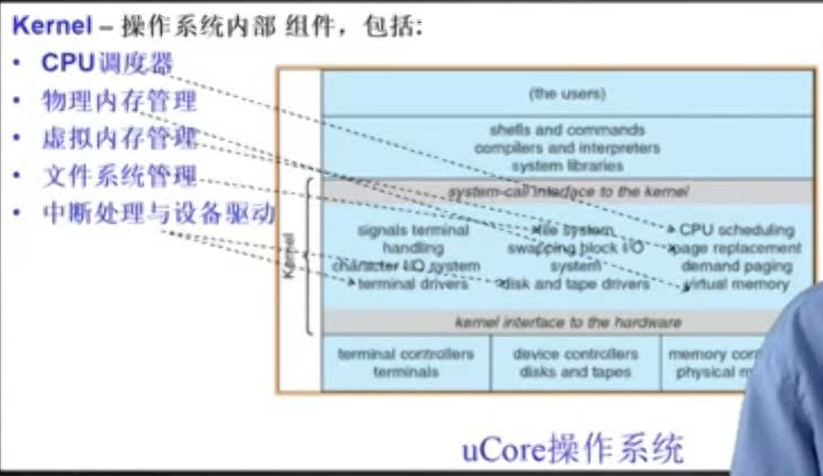 Kernel – 操作系统内部 组件，包括:
• CPU调度器
• 物理内存管理
• 虚拟内存管理
• 文件系统管理
• 中断处理与设备驱动
(the users)
shells and commands
compilers and interpreters
system libraries
system-call interface to the kernel
Kernel
signals terminal
handling
character I/O system
terminal drivers
file system
swapping block I/O
system
disk and tape drivers
CPU scheduling
page replacement
demand paging
virtual memory
kernel interface to the hardware
terminal controllers
terminals
device controllers
disks and tapes
memory
physical
uCore操作系统